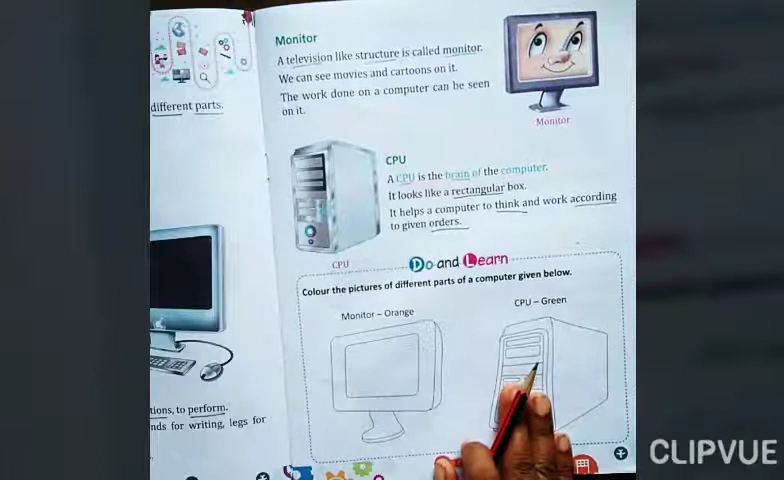 different parts.
tions, to perform.
nds for writing, legs for
Monitor
A television like structure is called monitor.
We can see movies and cartoons on it.
The work done on a computer can be seen
on it.
Monitor
CPU
A CPU is the brain of the computer.
It looks like a rectangular box.
It helps a computer to think and work according
to given orders.
CPU
Do and Learn
Colour the pictures of different parts of a computer given below.
Monitor – Orange
CPU – Green
CLIPVUE